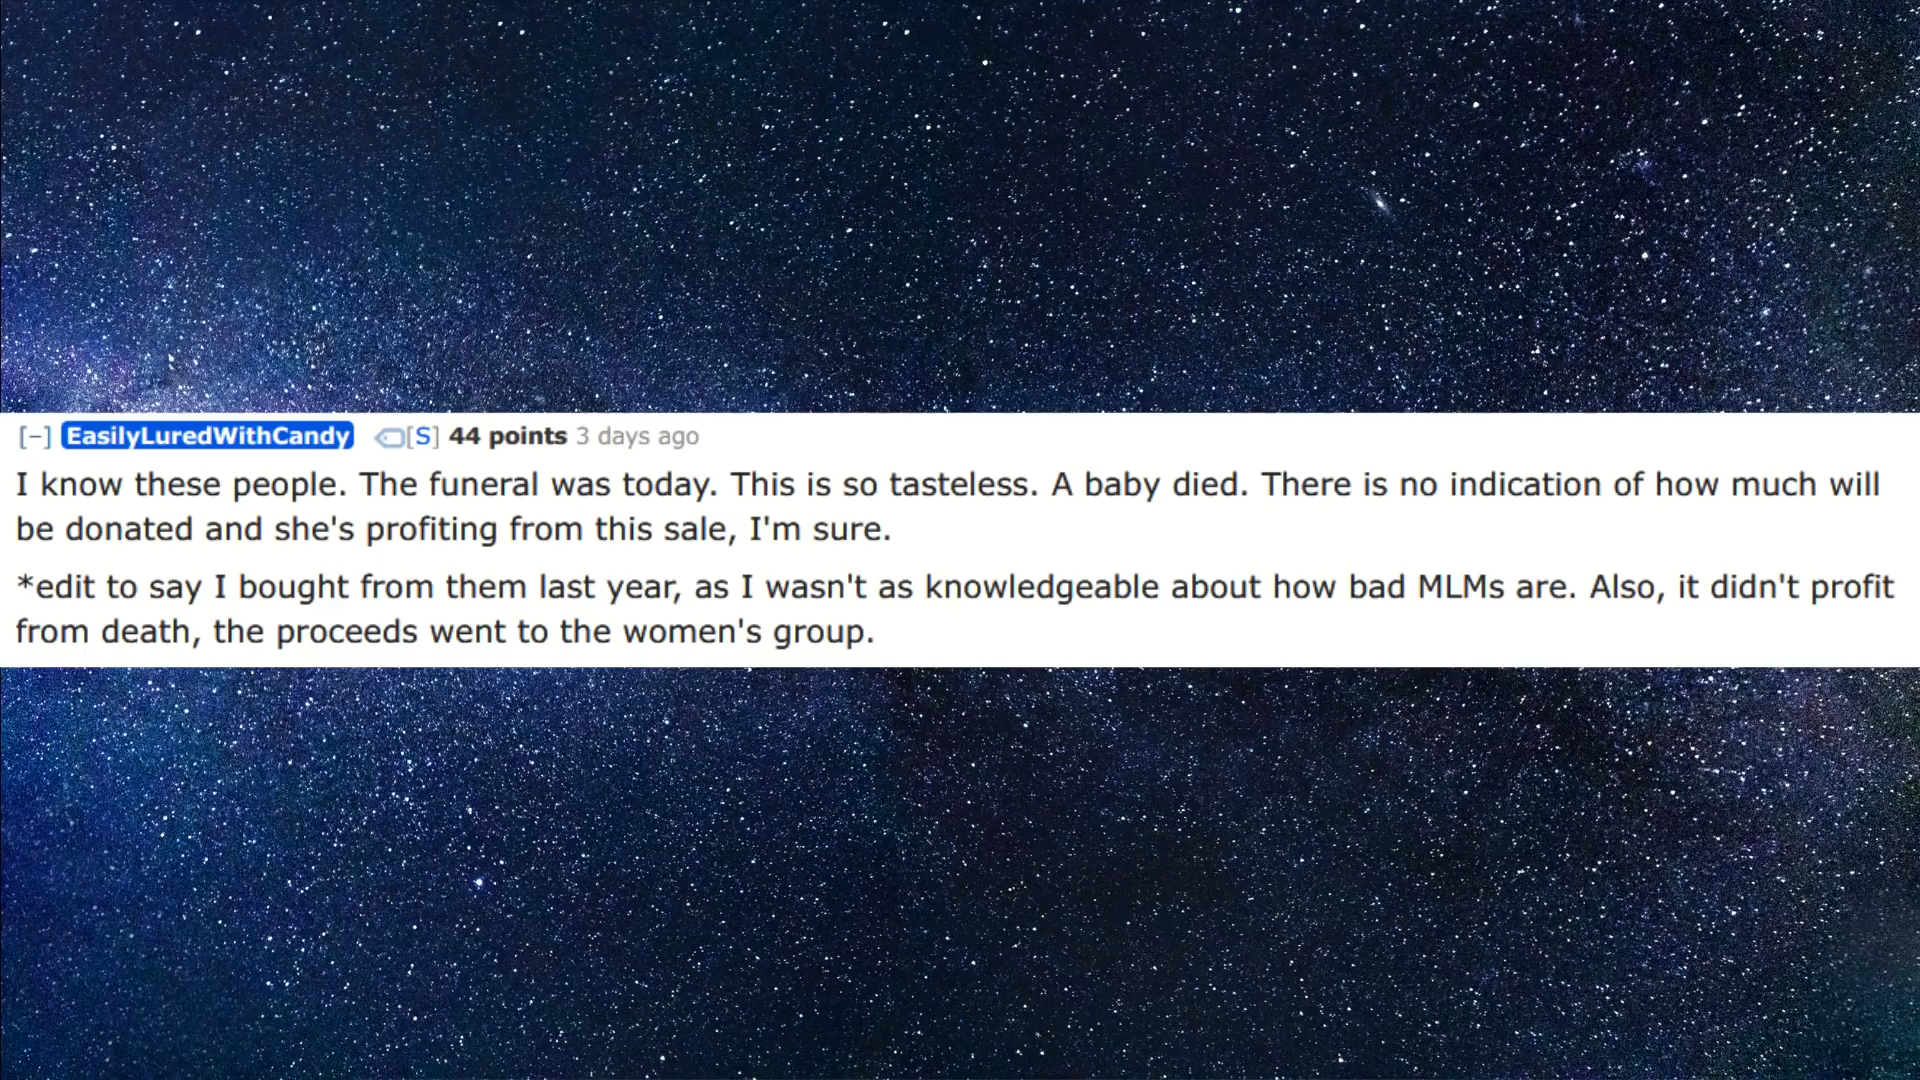 [−] EasilyLuredWithCandy [S] 44 points 3 days ago
I know these people. The funeral was today. This is so tasteless. A baby died. There is no indication of how much will
be donated and she's profiting from this sale, I'm sure.
*edit to say I bought from them last year, as I wasn't as knowledgeable about how bad MLMs are. Also, it didn't profit
from death, the proceeds went to the women's group.